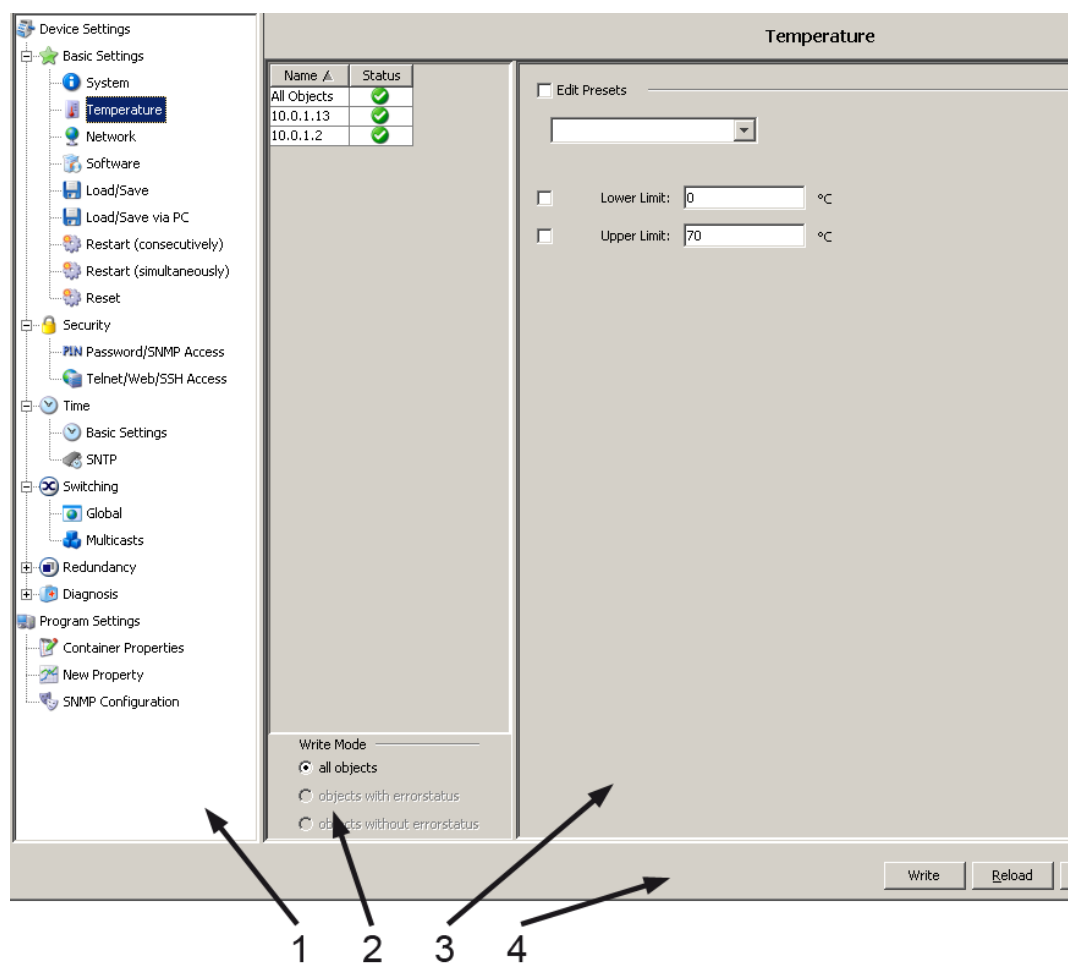 Device Settings
Basic Settings
System
Temperature
Network
Software
Load/Save
Load/Save via PC
Restart (consecutively)
Restart (simultaneously)
Reset
Security
PIN Password/SNMP Access
Telnet/Web/SSH Access
Time
Basic Settings
SNTP
Switching
Global
Multicasts
Redundancy
Diagnosis
Program Settings
Container Properties
New Property
SNMP Configuration
Name Status
All Objects
10.0.1.13
10.0.1.2
Write Mode
all objects
objects with errorstatus
objects without errorstatus
Temperature
Edit Presets
Lower Limit: 0 °C
Upper Limit: 70 °C
Write Reload
1 2 3 4